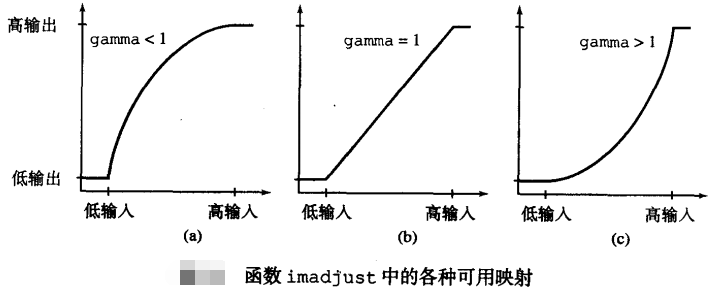 高输出
低输出
gamma < 1
低输入
高输入
(a)
gamma = 1
低输入
高输入
(b)
gamma > 1
低输入
高输入
(c)
函数 imadjust 中的各种可用映射